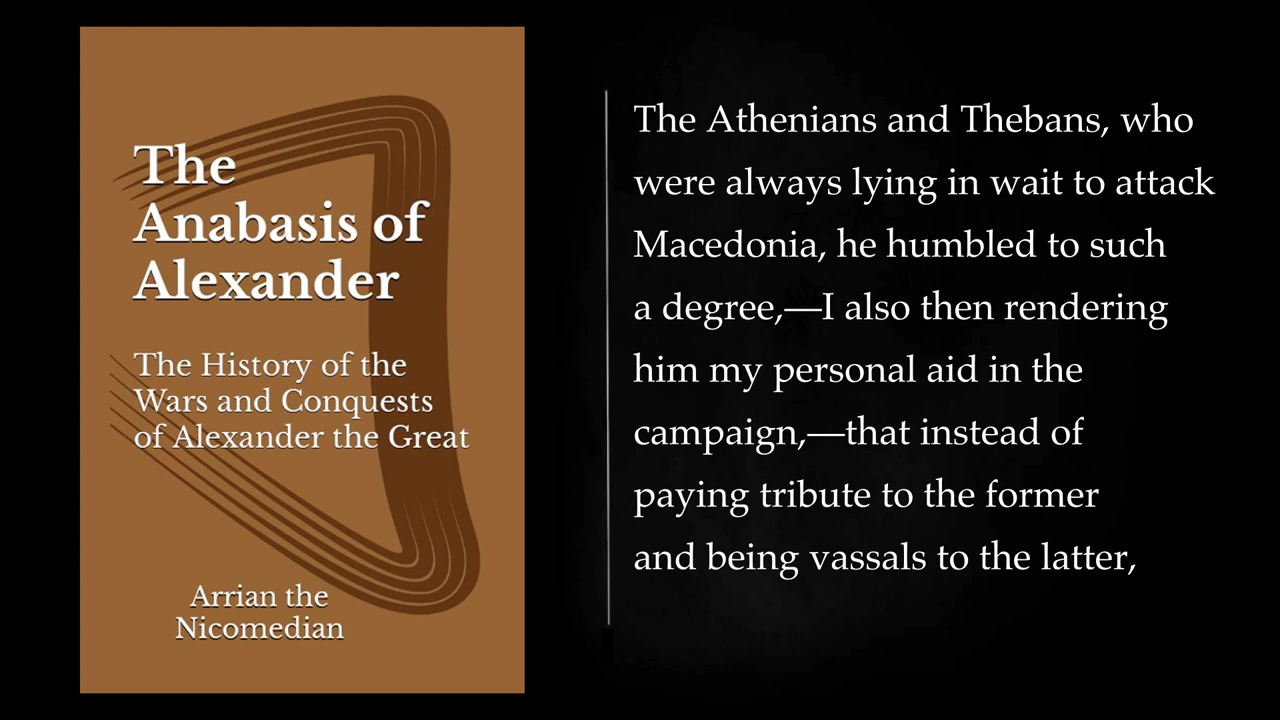 The
Anabasis of
Alexander
The History of the
Wars and Conquests
of Alexander the Great
Arrian the
Nicomedian
The Athenians and Thebans, who
were always lying in wait to attack
Macedonia, he humbled to such
a degree,—I also then rendering
him my personal aid in the
campaign,—that instead of
paying tribute to the former
and being vassals to the latter,